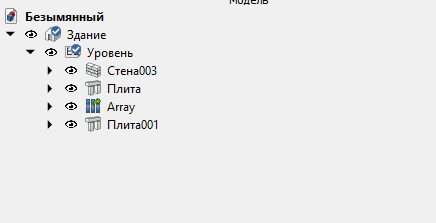 Модель
Безымянный
Здание
Уровень
Стена003
Плита
Array
Плита001